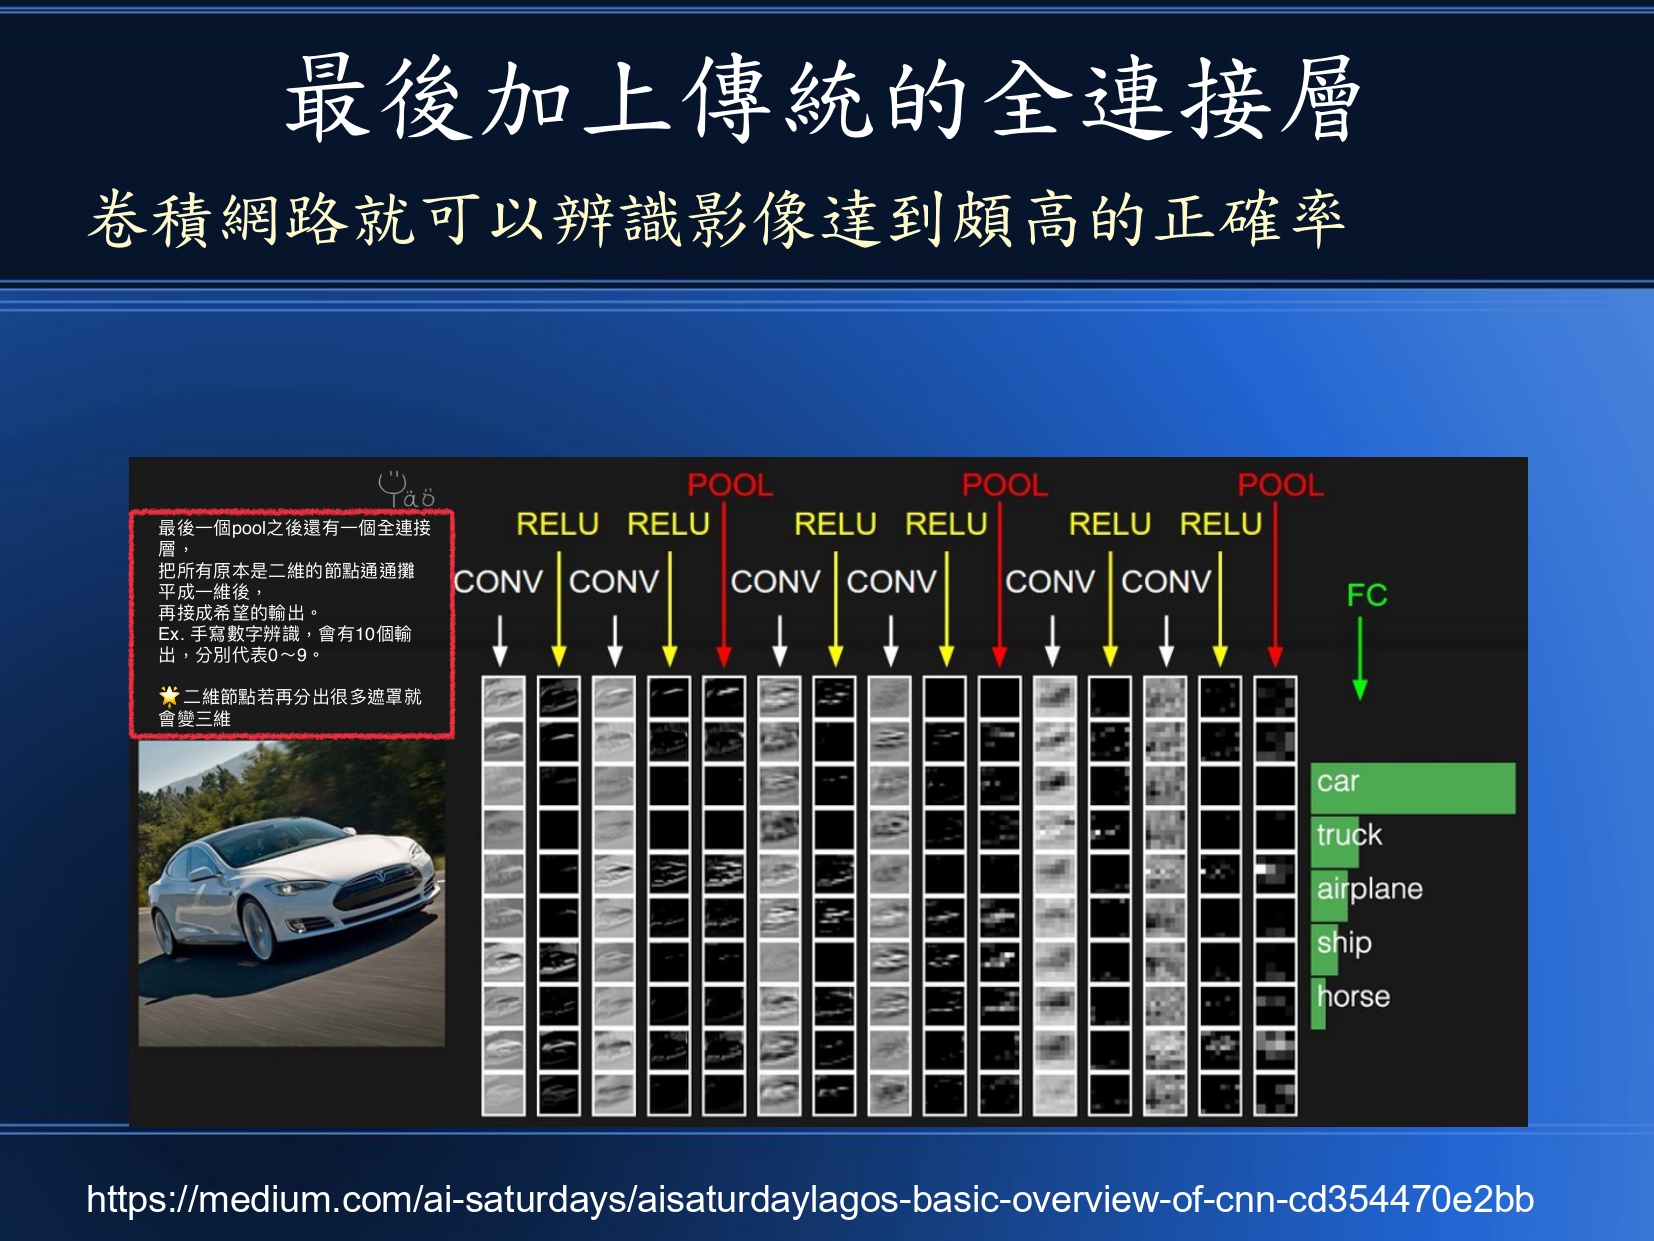 最後加上傳統的全連接層
卷積網路就可以辨識影像達到頗高的正確率
Yäö
最後一個pool之後還有一個全連接
層，
把所有原本是二維的節點通通攤
平成一維後，
再接成希望的輸出。
Ex. 手寫數字辨識，會有10個輸
出，分別代表0～9。
🌟二維節點若再分出很多遮罩就
會變三維
POOL POOL POOL
RELU RELU RELU RELU RELU RELU
CONV CONV CONV CONV CONV CONV
FC
car
truck
airplane
ship
horse
https://medium.com/ai-saturdays/aisaturdaylagos-basic-overview-of-cnn-cd354470e2bb